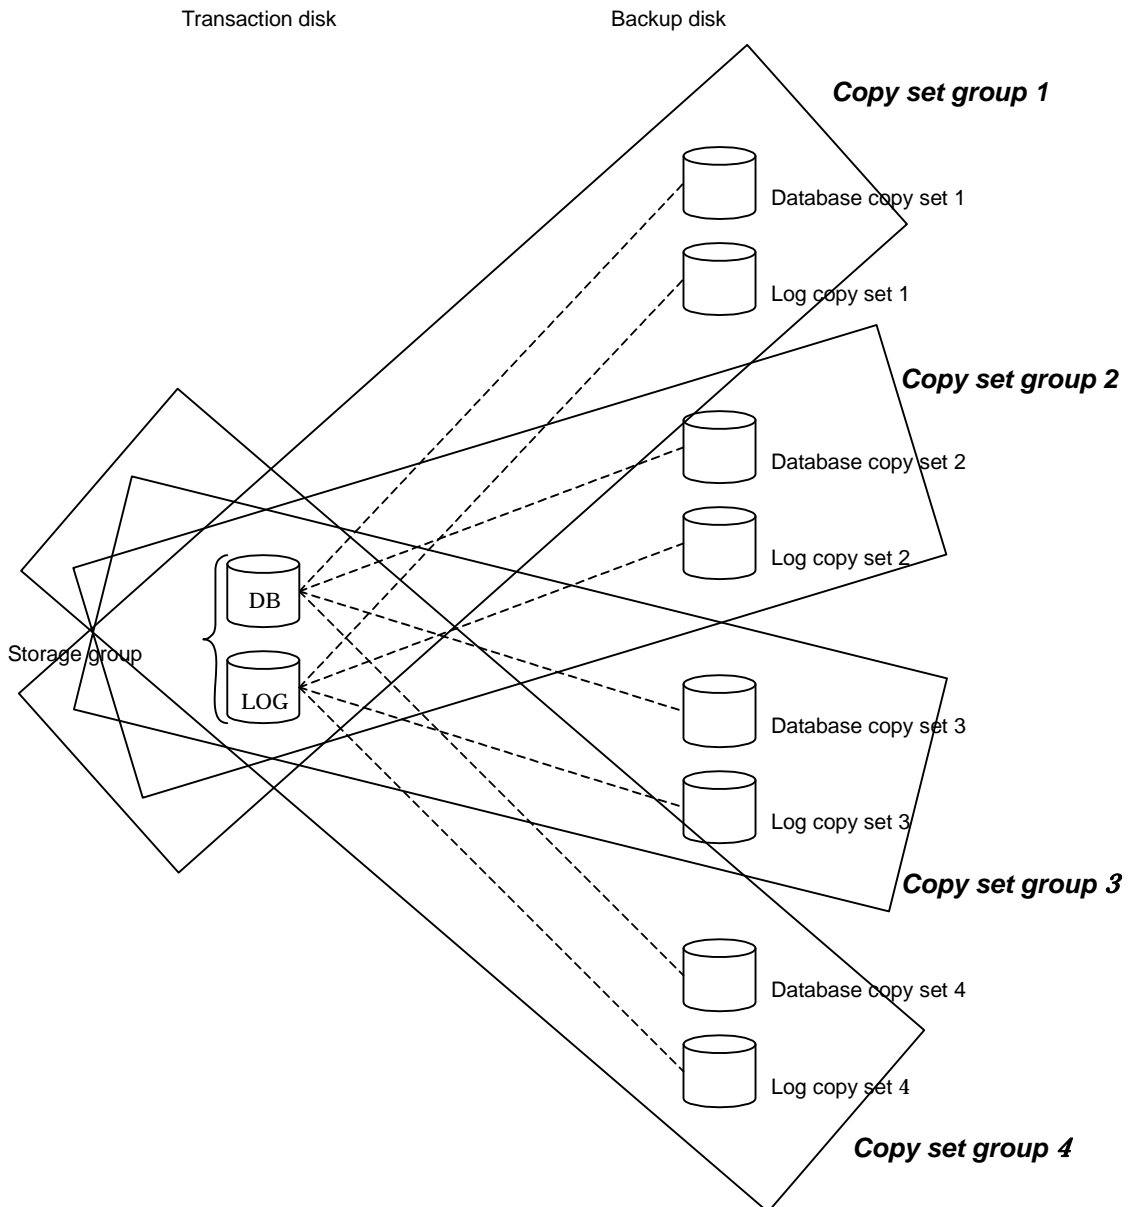 Transaction disk
Backup disk
Copy set group 1
Database copy set 1
Log copy set 1
Copy set group 2
Database copy set 2
Log copy set 2
DB
Storage group
LOG
Database copy set 3
Log copy set 3
Copy set group 3
Database copy set 4
Log copy set 4
Copy set group 4